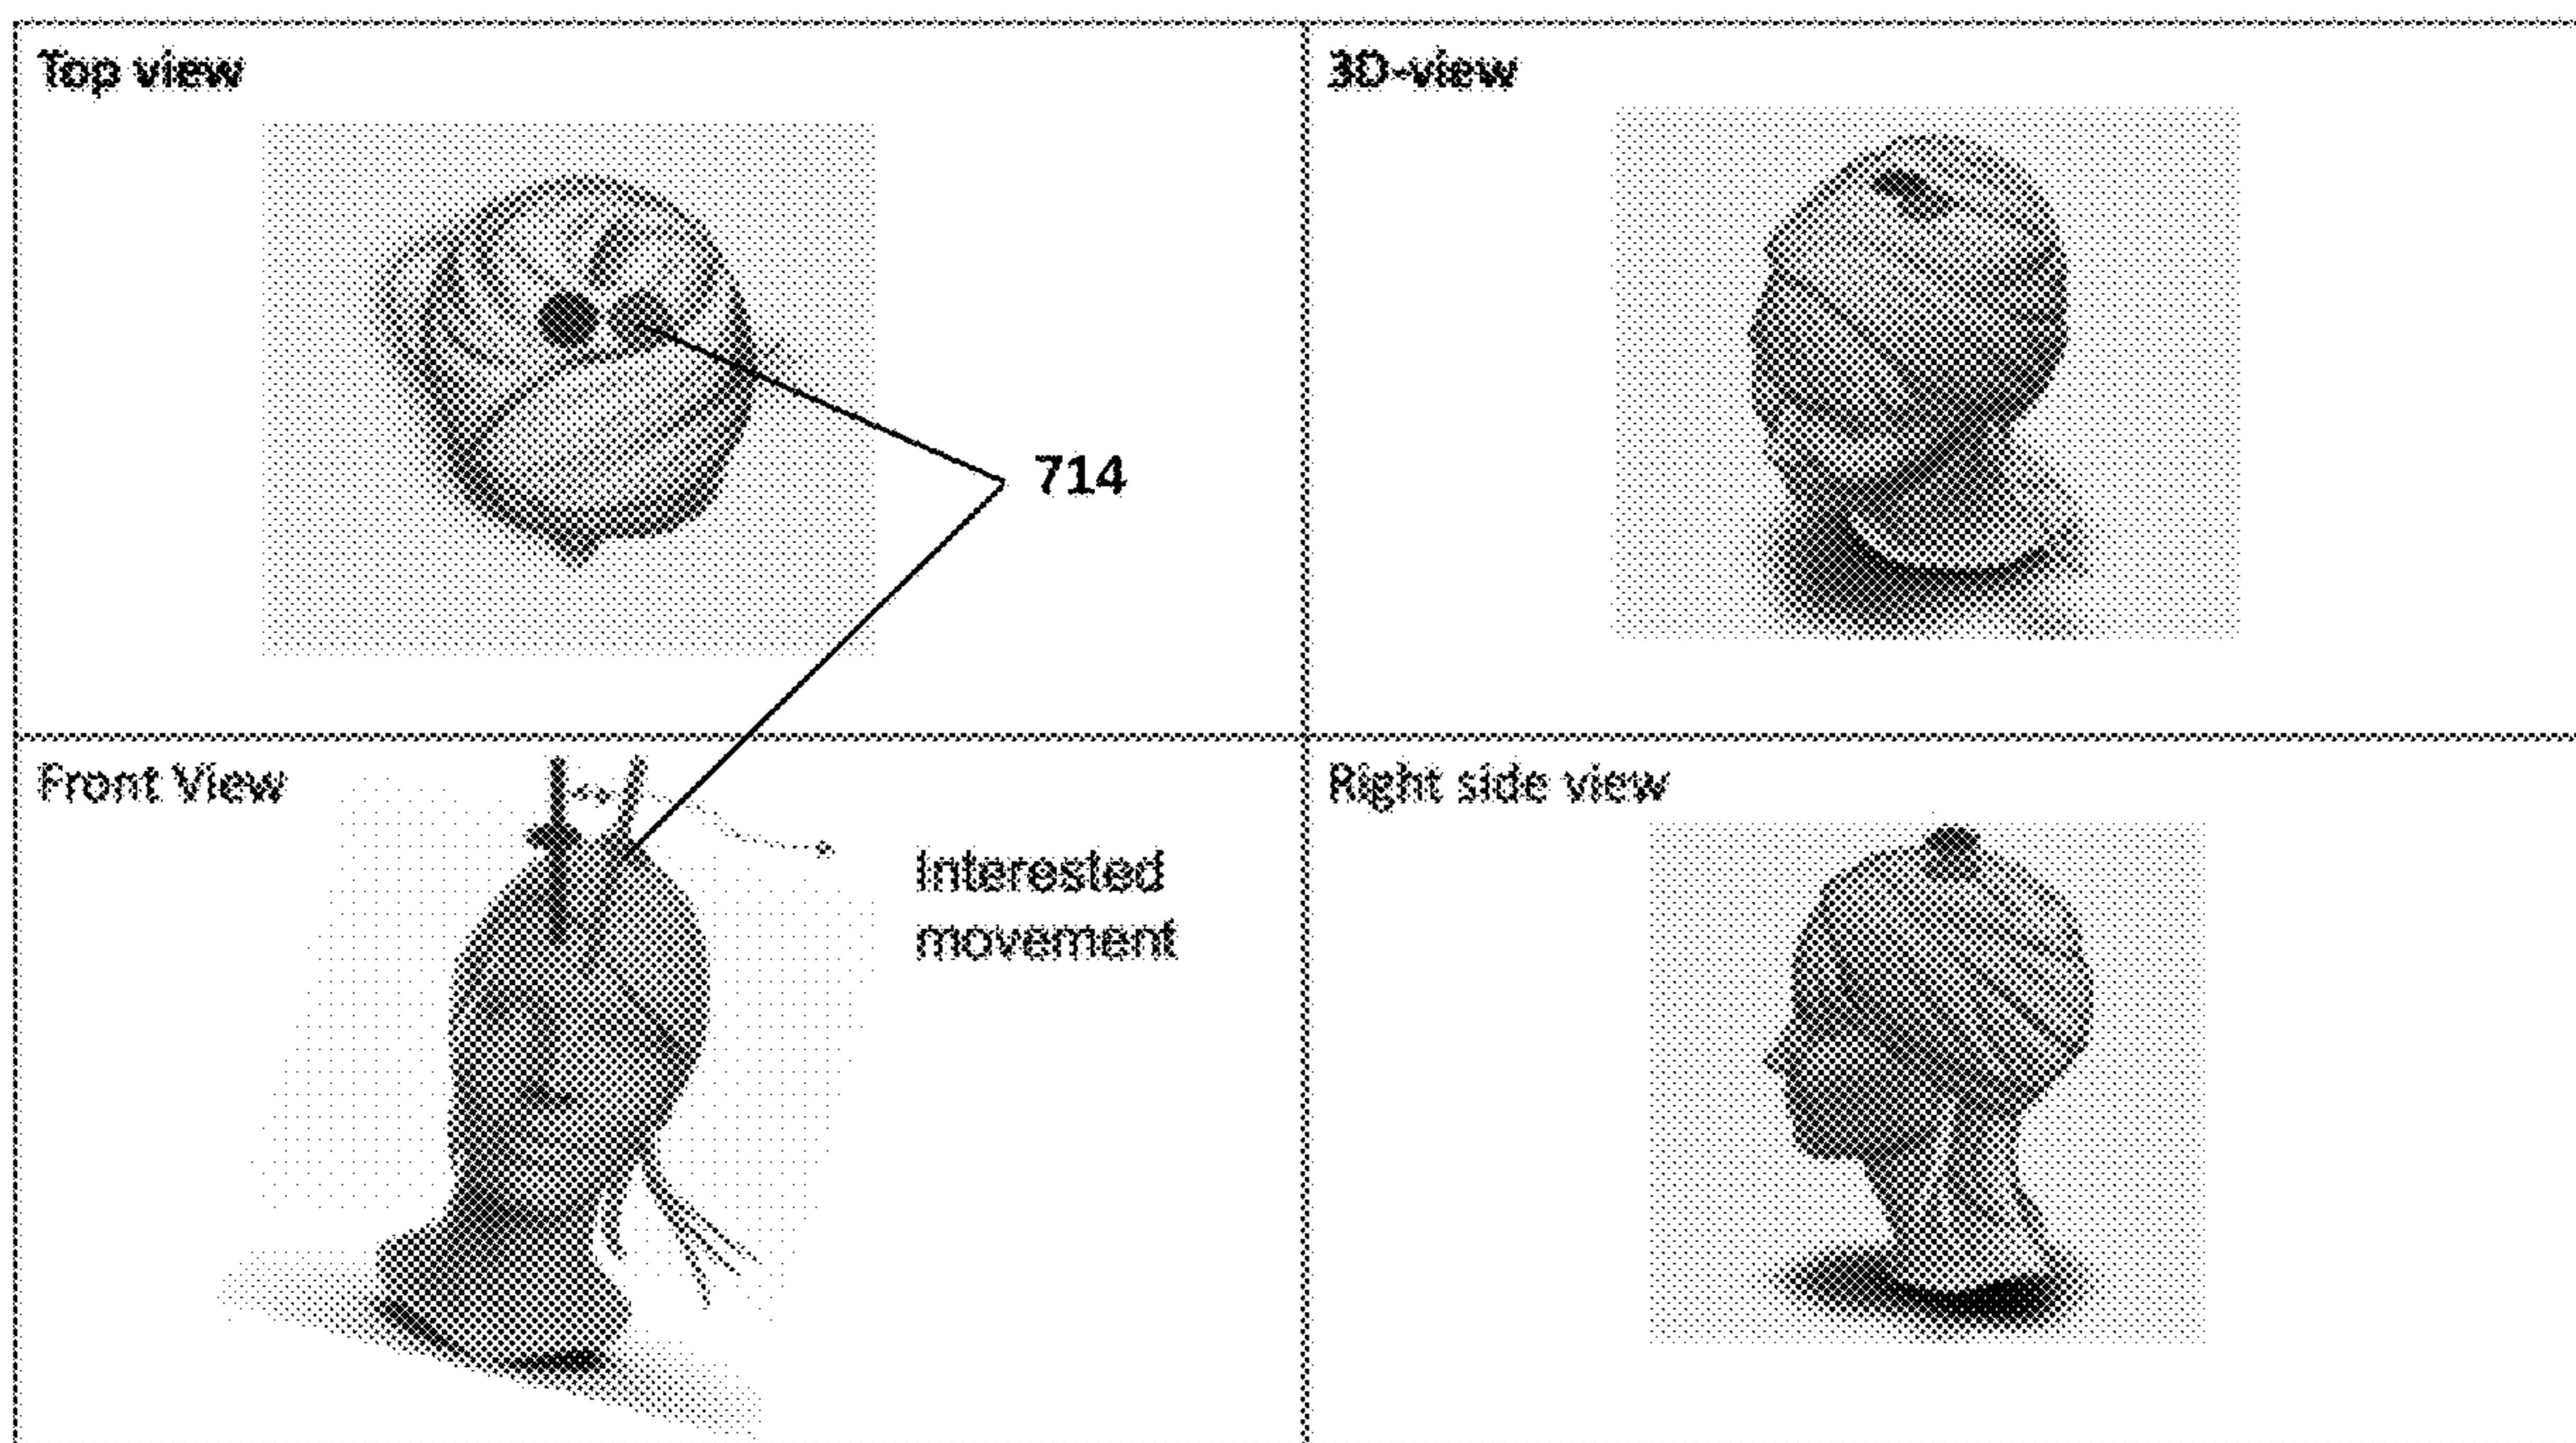 Top view
3D-view
714
Front View
Interested
movement
Right side view